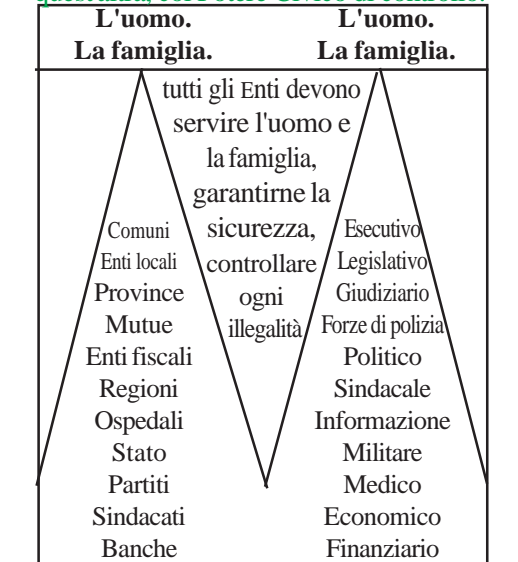 L'uomo. L'uomo.
La famiglia. La famiglia.
tutti gli Enti devono
servire l'uomo e
la famiglia,
garantirne la
sicurezza,
controllare
ogni
illegalità
Comuni
Enti locali
Province
Mutue
Enti fiscali
Regioni
Ospedali
Stato
Partiti
Sindacati
Banche
Esecutivo
Legislativo
Giudiziario
Forze di polizia
Politico
Sindacale
Informazione
Militare
Medico
Economico
Finanziario